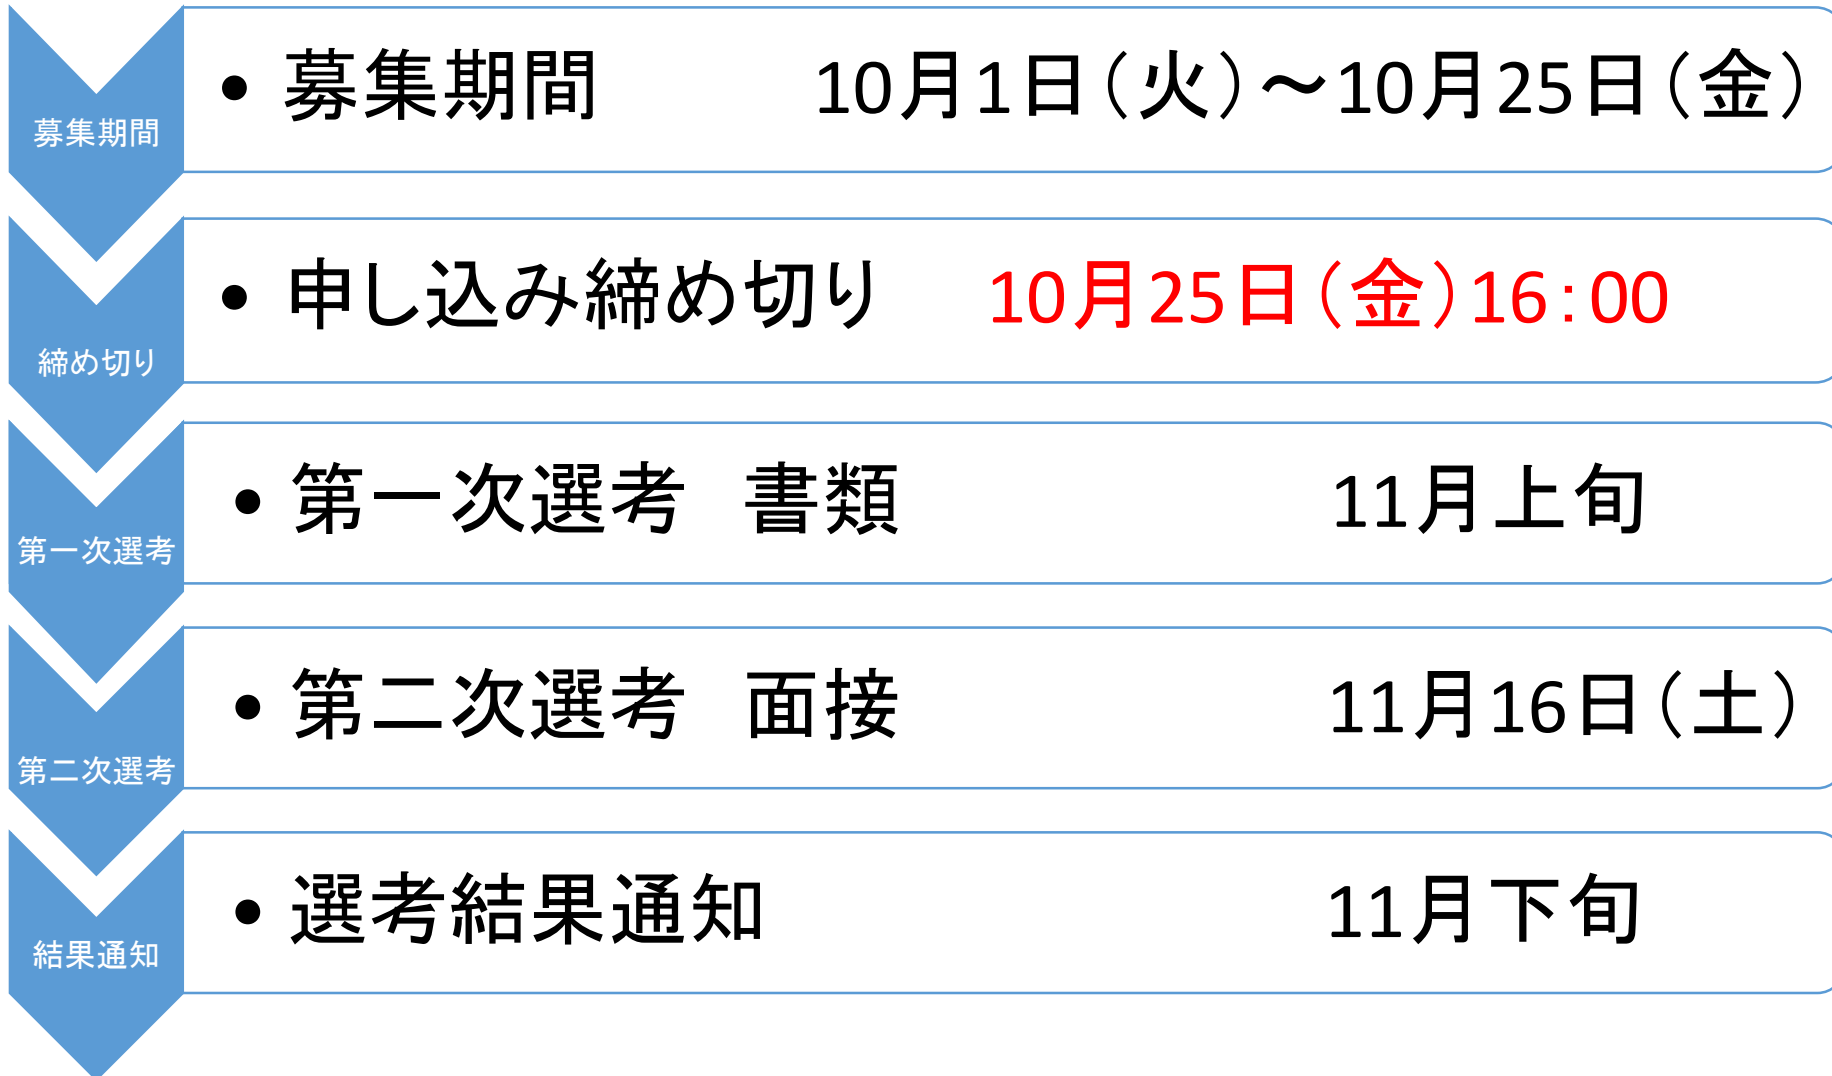 募集期間
• 募集期間 10月1日(火)~10月25日(金)
締め切り
• 申し込み締め切り 10月25日(金)16:00
第一次選考
• 第一次選考 書類 11月上旬
第二次選考
• 第二次選考 面接 11月16日(土)
結果通知
• 選考結果通知 11月下旬